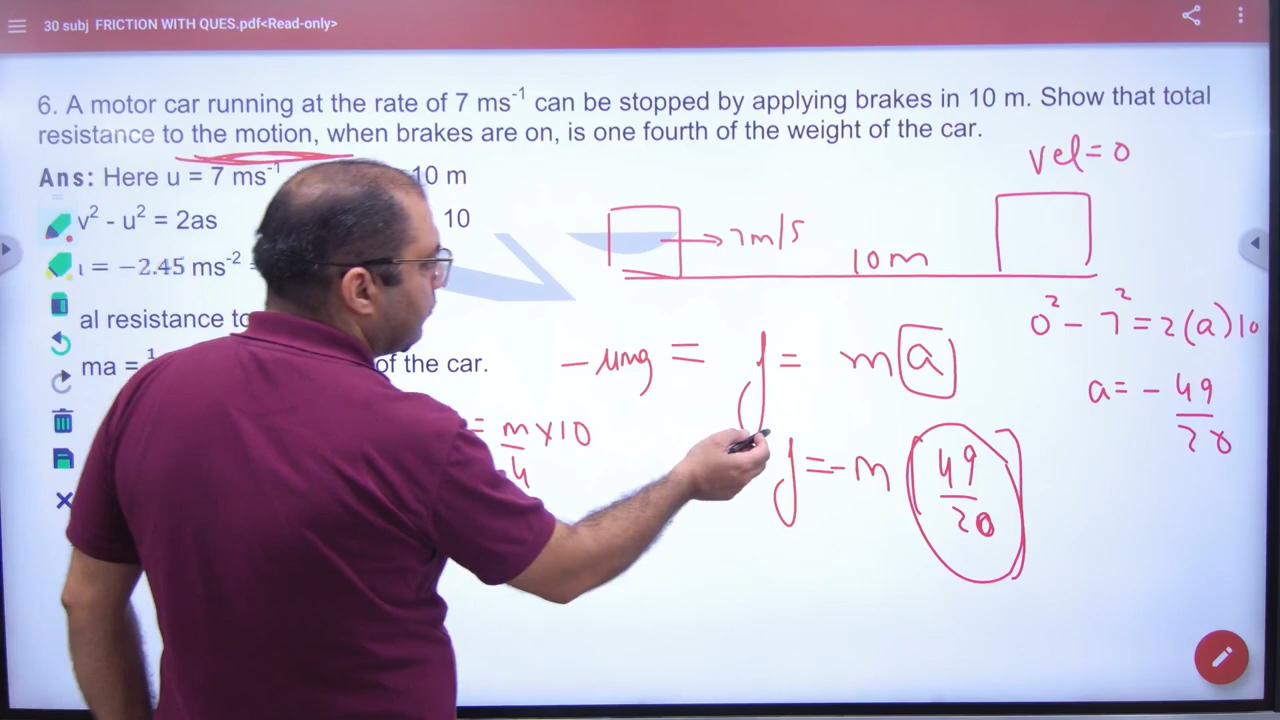 30 subj FRICTION WITH QUES.pdf<Read-only>
6. A motor car running at the rate of 7 ms⁻¹ can be stopped by applying brakes in 10 m. Show that total
resistance to the motion, when brakes are on, is one fourth of the weight of the car.
vel=0
Ans: Here u = 7 ms⁻¹ 10 m
v² - u² = 2as 10
7m/s
10m
= −2.45 ms⁻²
al resistance to
0² - 7² = 2(a)10
ma = of the car.
- μmg = f = ma
a = - 49/20
= m/4 x10
f = -m (49/20)